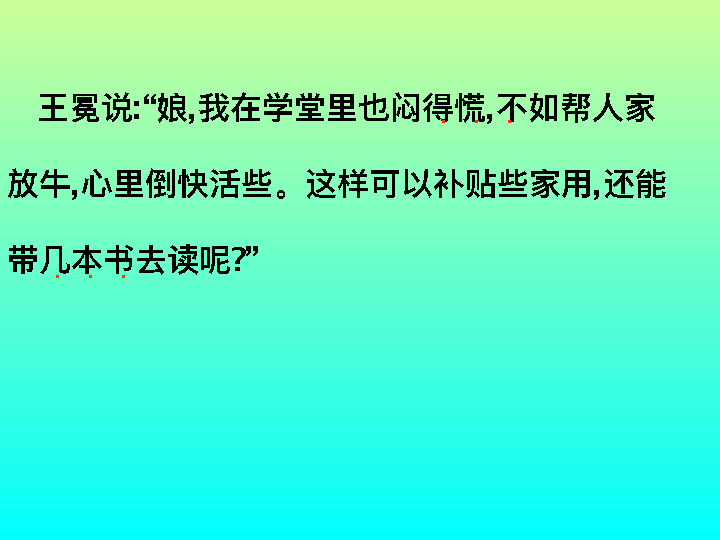 王冕说:“娘,我在学堂里也闷得慌,不如帮人家
放牛,心里倒快活些。这样可以补贴些家用,还能
带几本书去读呢?”